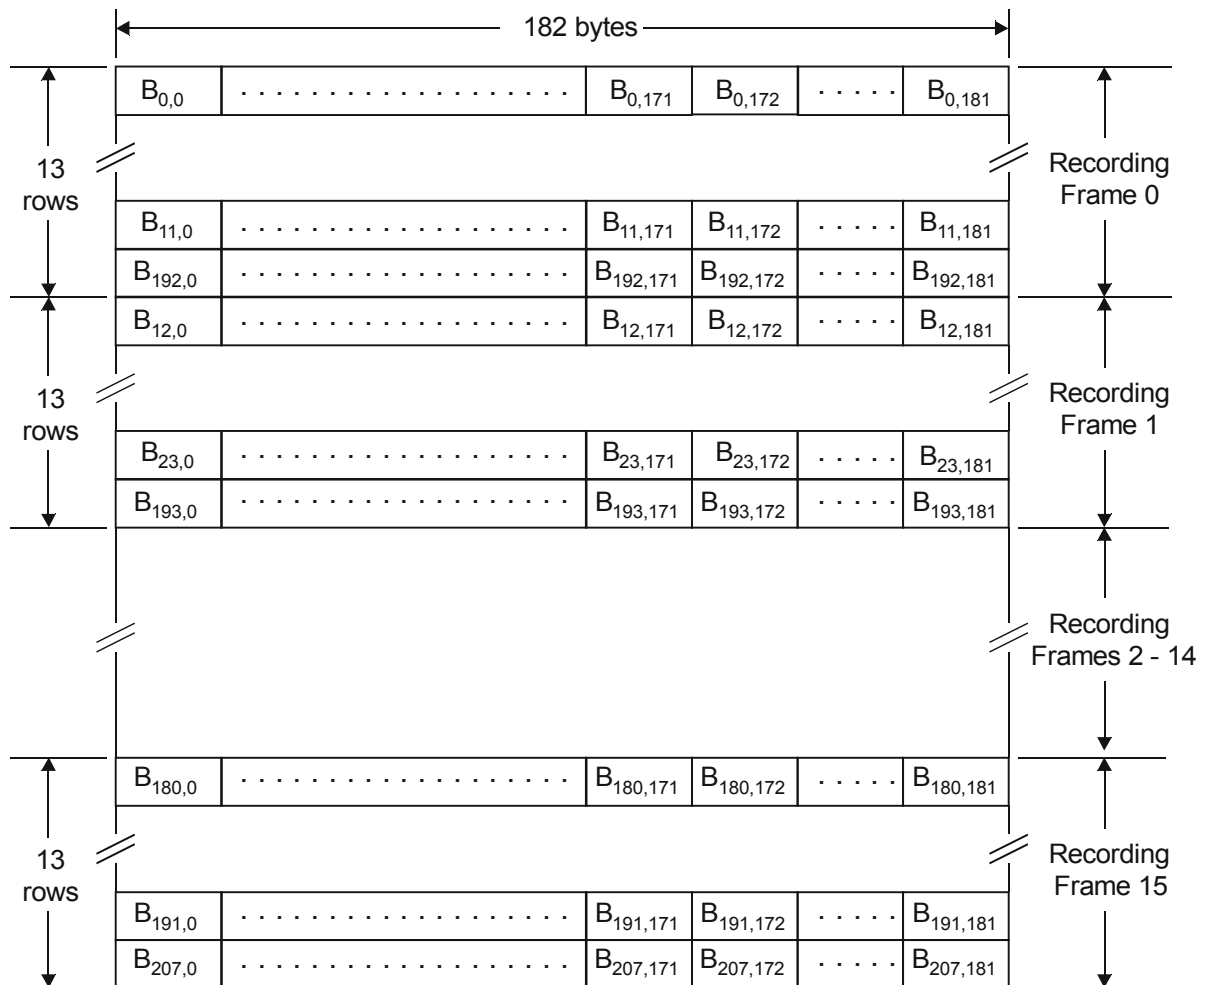 182 bytes
B0,0 . . . . . . . . . . . . . . . . . . . B0,171 B0,172 . . . . . B0,181
13
rows
Recording
Frame 0
B11,0 . . . . . . . . . . . . . . . . . . . B11,171 B11,172 . . . . . B11,181
B192,0 . . . . . . . . . . . . . . . . . . . B192,171 B192,172 . . . . . B192,181
B12,0 . . . . . . . . . . . . . . . . . . . B12,171 B12,172 . . . . . B12,181
13
rows
Recording
Frame 1
B23,0 . . . . . . . . . . . . . . . . . . . B23,171 B23,172 . . . . . B23,181
B193,0 . . . . . . . . . . . . . . . . . . . B193,171 B193,172 . . . . . B193,181
Recording
Frames 2 - 14
B180,0 . . . . . . . . . . . . . . . . . . . B180,171 B180,172 . . . . . B180,181
13
rows
Recording
Frame 15
B191,0 . . . . . . . . . . . . . . . . . . . B191,171 B191,172 . . . . . B191,181
B207,0 . . . . . . . . . . . . . . . . . . . B207,171 B207,172 . . . . . B207,181